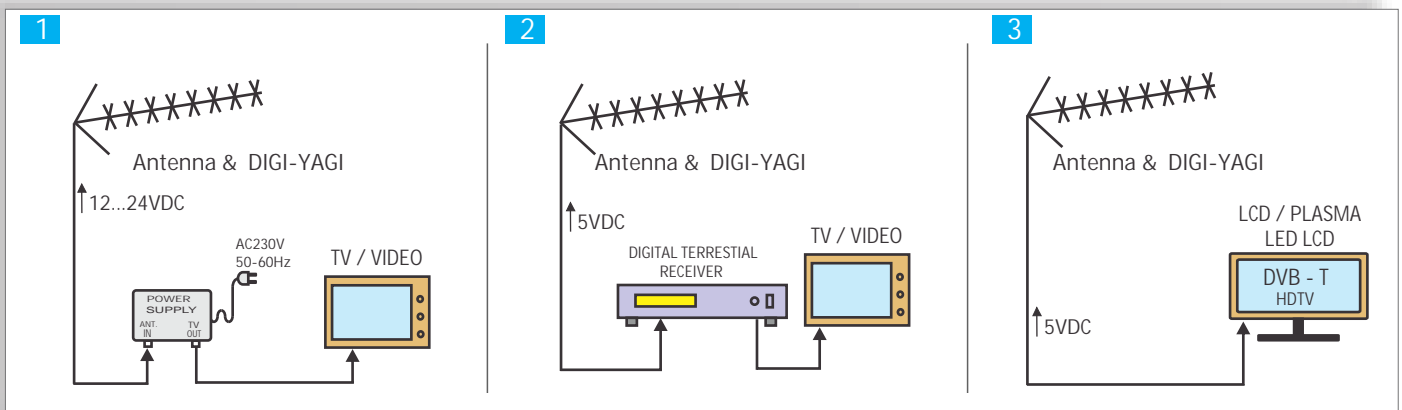 1
Antenna & DIGI-YAGI
12...24VDC
AC230V
50-60Hz
TV / VIDEO
POWER
SUPPLY
ANT.
IN
TV
OUT
2
Antenna & DIGI-YAGI
5VDC
DIGITAL TERRESTIAL
RECEIVER
TV / VIDEO
3
Antenna & DIGI-YAGI
5VDC
LCD / PLASMA
LED LCD
DVB - T
HDTV